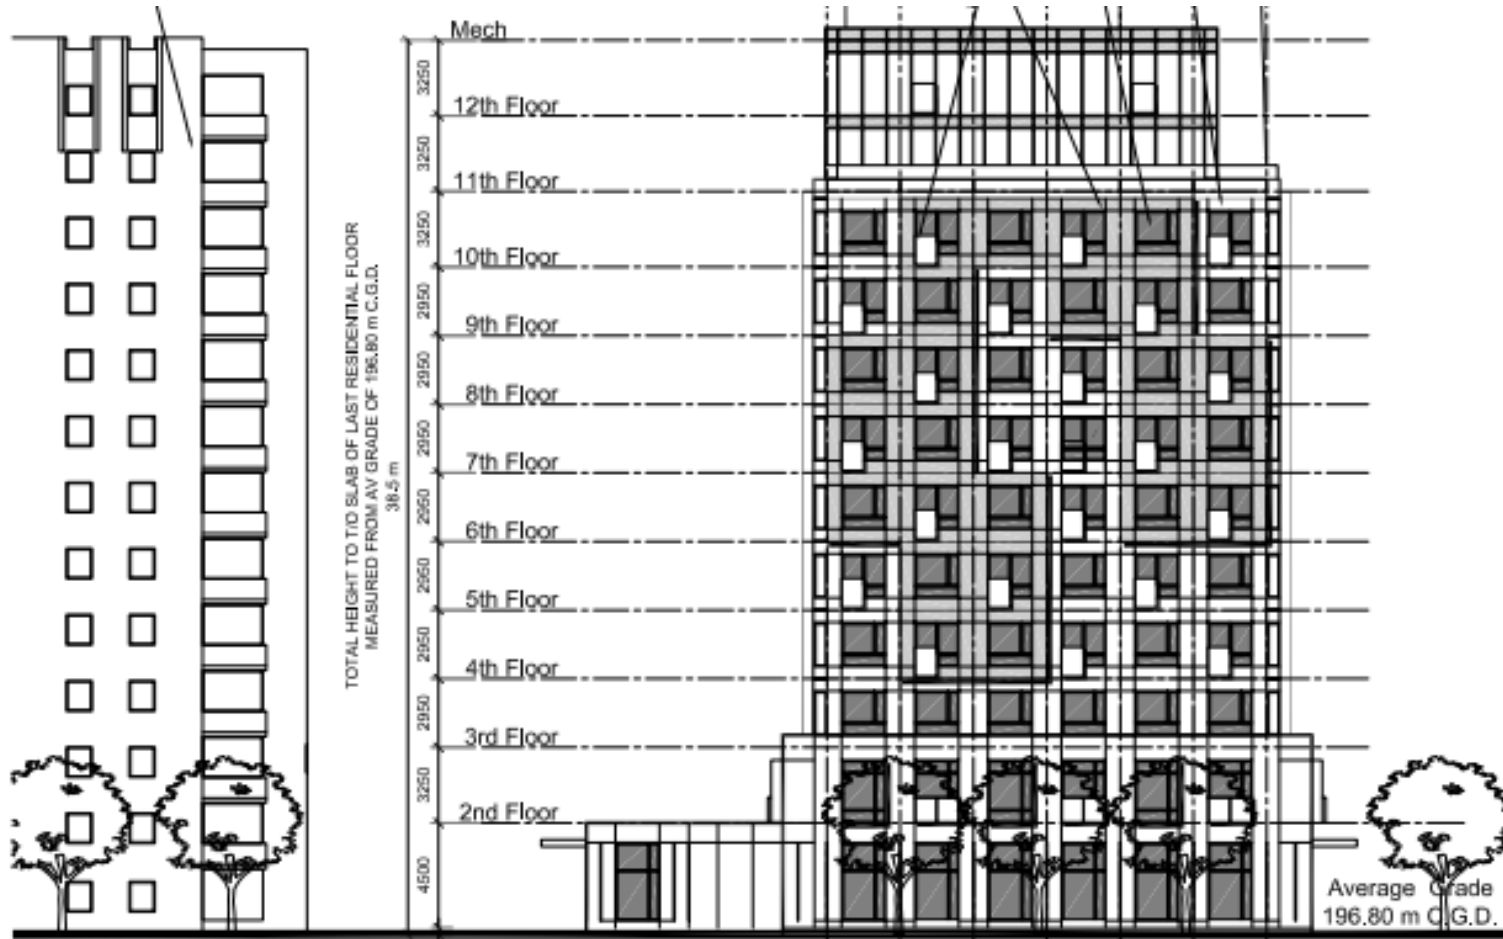 Mech
3250
12th Floor
3250
11th Floor
3250
10th Floor
2950
9th Floor
2950
8th Floor
2950
7th Floor
2950
6th Floor
2950
5th Floor
2950
4th Floor
2950
3rd Floor
3250
2nd Floor
4500
TOTAL HEIGHT TO T/O SLAB OF LAST RESIDENTIAL FLOOR
MEASURED FROM AV GRADE OF 196.80 m C.G.D.
38.5 m
Average Grade
196.80 m C.G.D.